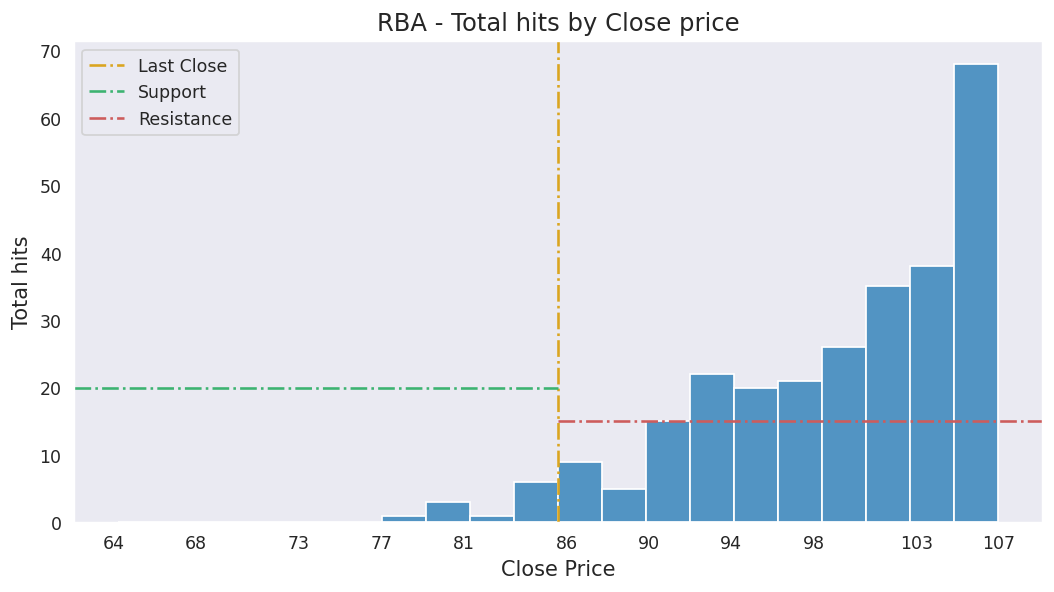 RBA - Total hits by Close price
Last Close
Support
Resistance
Total hits
70
60
50
40
30
20
10
0
64 68 73 77 81 86 90 94 98 103 107
Close Price